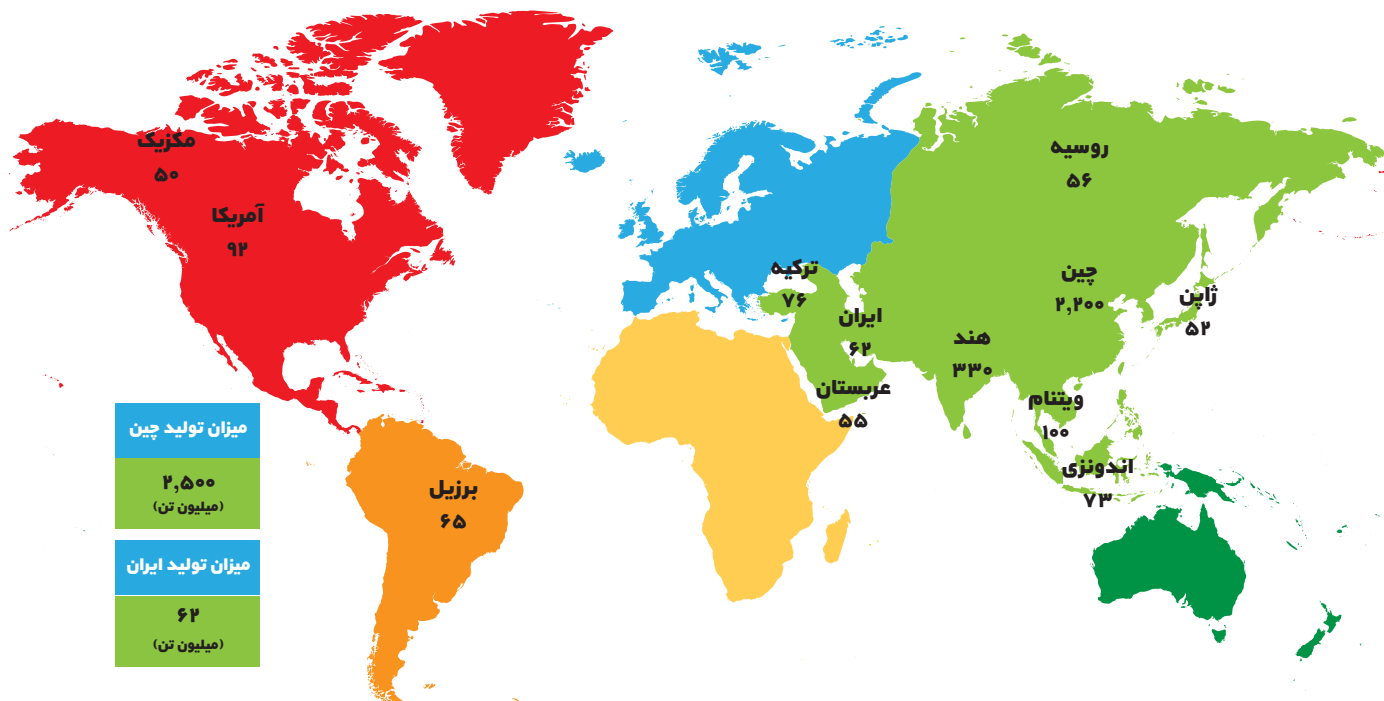 مکزیک
۵۰
آمریکا
۹۲
روسیه
۵۶
ترکیه
۷۶
چین
۲,۲۰۰
ژاپن
۵۲
ایران
۶۲
هند
۳۳۰
عربستان
۵۵
ویتنام
۱۰۰
اندونزی
۷۳
برزیل
۶۵
میزان تولید چین
۲,۵۰۰
(میلیون تن)
میزان تولید ایران
۶۲
(میلیون تن)